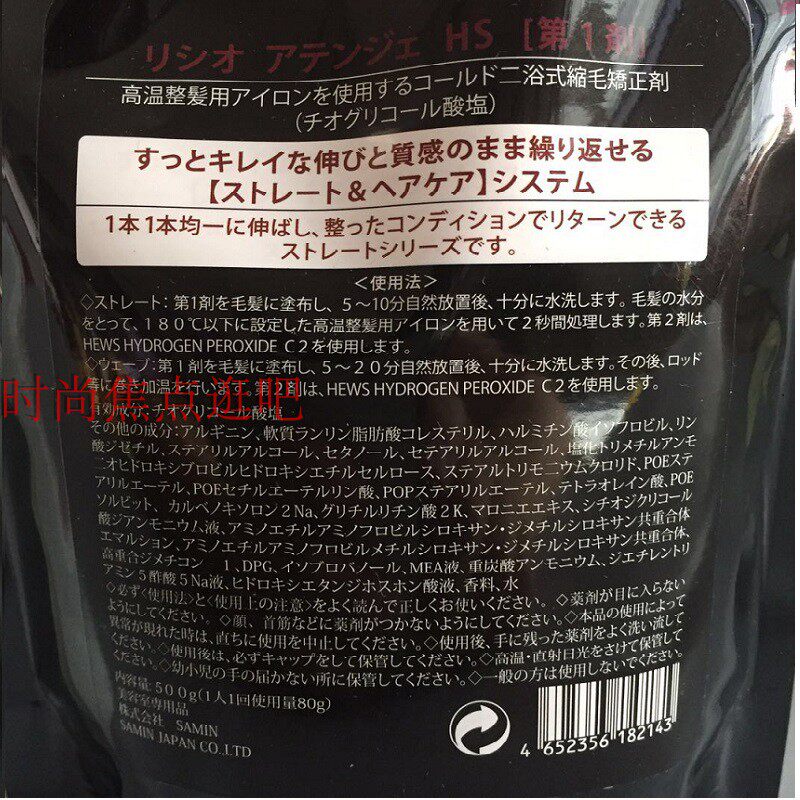 リシオ アテンジェ HS [第1剤]
高温整髪用アイロンを使用するコールド二浴式縮毛矯正剤
(チオグリコール酸塩)
すっとキレイな伸びと質感のまま繰り返せる
【ストレート&ヘアケア】システム
1本1本均一に伸ばし、整ったコンディションでリターンできる
ストレートシリーズです。
<使用法>
◇ストレート:第1剤を毛髪に塗布し、5~10分自然放置後、十分に水洗します。毛髪の水分
をとって、180℃以下に設定した高温整髪用アイロンを用いて2秒間処理します。第2剤は、
HEWS HYDROGEN PEROXIDE C2を使用します。
◇ウェーブ:第1剤を毛髪に塗布し、5~20分自然放置後、十分に水洗します。その後、ロッド
等に巻き加温を行います。第2剤は、HEWS HYDROGEN PEROXIDE C2を使用します。
时尚焦点逛吧
有効成分:チオグリコール酸塩
その他の成分:アルギニン、軟質ランリン脂肪酸コレステリル、ハルミチン酸イソフロビル、リン
酸ジゼチル、ステアリルアルコール、セタノール、セテアリルアルコール、塩化トリメチルアンモ
ニオヒドロキシブロビルヒドロキシエチルセルロース、ステアルトリモニウムクロリド、POEステ
アリルエーテル、POEセチルエーテルリン酸、POPステアリルエーテル、テトラオレイン酸、POE
ソルビット、カルベノキソロン2Na、グリチルリチン酸2K、マロニエエキス、シチオジクリコール
酸ジアンモニウム液、アミノエチルアミノフロビルシロキサン・ジメチルシロキサン共重合体
エマルション、アミノエチルアミノフロビルメチルシロキサン・ジメチルシロキサン共重合体、
高重合ジメチコン 1、DPG、イソプロバノール、MEA液、重炭酸アンモニウム、ジエチレントリ
アミン5酢酸5Na液、ヒドロキシエタンジホスホン酸液、香料、水
◇必ず<使用法>と<使用上の注意>をよく読んで正しくお使いください。◇薬剤が目に入らない
ようにしてください。◇顔、首筋などに薬剤がつかないようにしてください。◇本品の使用によって
異常が現れた時は、直ちに使用を中止してください。◇使用後、手に残った薬剤をよく洗い流して
ください。◇使用後は、必ずキャップをして保管してください。◇高温・直射日光をさけて保管して
ください。◇幼小児の手の届かない所に保管してください。◇一般の方は使用しないでください。
内容量:500g(1人1回使用量80g)
美容室専用品
株式会社 SAMIN
SAMIN JAPAN CO.LTD
4 652356 182143